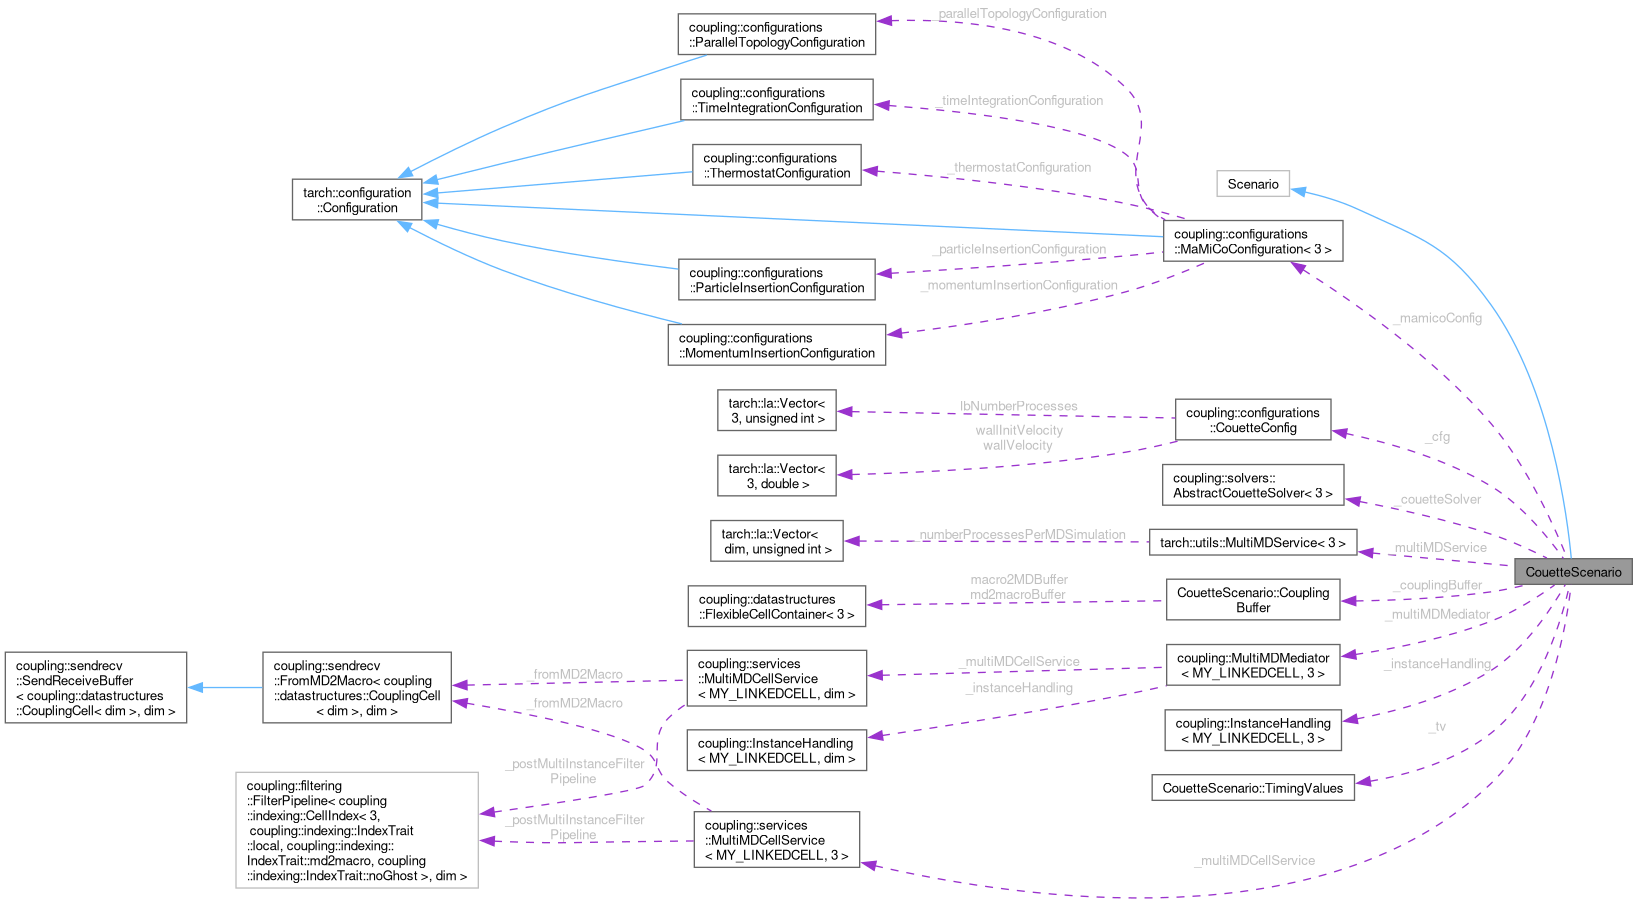 coupling::configurations
::ParallelTopologyConfiguration
_parallelTopologyConfiguration
coupling::configurations
::TimeIntegrationConfiguration
_timeIntegrationConfiguration
coupling::configurations
::ThermostatConfiguration
_thermostatConfiguration
tarch::configuration
::Configuration
Scenario
coupling::configurations
::MaMiCoConfiguration< 3 >
coupling::configurations
::ParticleInsertionConfiguration
_particleInsertionConfiguration
_momentumInsertionConfiguration
coupling::configurations
::MomentumInsertionConfiguration
_mamicoConfig
tarch::la::Vector<
3, unsigned int >
lbNumberProcesses
wallInitVelocity
wallVelocity
coupling::configurations
::CouetteConfig
_cfg
tarch::la::Vector<
3, double >
coupling::solvers::
AbstractCouetteSolver< 3 >
_couetteSolver
tarch::la::Vector<
dim, unsigned int >
_numberProcessesPerMDSimulation
tarch::utils::MultiMDService< 3 >
_multiMDService
CouetteScenario
coupling::datastructures
::FlexibleCellContainer< 3 >
macro2MDBuffer
md2macroBuffer
CouetteScenario::Coupling
Buffer
_couplingBuffer
_multiMDMediator
coupling::sendrecv
::SendReceiveBuffer
< coupling::datastructures
::CouplingCell< dim >, dim >
coupling::sendrecv
::FromMD2Macro< coupling
::datastructures::CouplingCell
< dim >, dim >
_fromMD2Macro
_fromMD2Macro
coupling::services
::MultiMDCellService
< MY_LINKEDCELL, dim >
_multiMDCellService
_instanceHandling
coupling::MultiMDMediator
< MY_LINKEDCELL, 3 >
_instanceHandling
coupling::InstanceHandling
< MY_LINKEDCELL, dim >
coupling::InstanceHandling
< MY_LINKEDCELL, 3 >
_tv
CouetteScenario::TimingValues
coupling::filtering
::FilterPipeline< coupling
::indexing::CellIndex< 3,
coupling::indexing::IndexTrait
::local, coupling::indexing::
IndexTrait::md2macro, coupling
::indexing::IndexTrait::noGhost >, dim >
_postMultiInstanceFilter
Pipeline
_postMultiInstanceFilter
Pipeline
coupling::services
::MultiMDCellService
< MY_LINKEDCELL, 3 >
_multiMDCellService